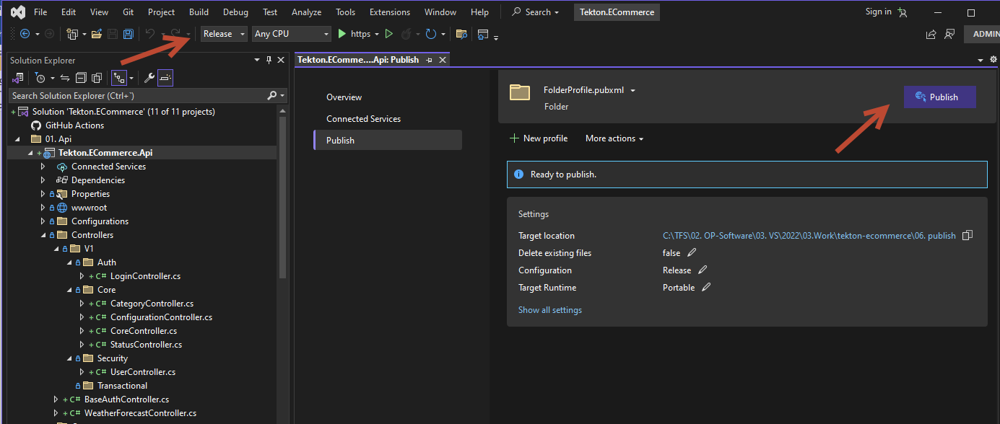 File Edit View Git Project Build Debug Test Analyze Tools Extensions Window Help Search Tekton.ECommerce Sign in
Release Any CPU https ADMIN
Solution Explorer
Search Solution Explorer (Ctrl+`)
Solution 'Tekton.ECommerce' (11 of 11 projects)
GitHub Actions
01. Api
Tekton.ECommerce.Api
Connected Services
Dependencies
Properties
wwwroot
Configurations
Controllers
V1
Auth
C# LoginController.cs
Core
C# CategoryController.cs
C# ConfigurationController.cs
C# CoreController.cs
C# StatusController.cs
Security
C# UserController.cs
Transactional
C# BaseAuthController.cs
C# WeatherForecastController.cs
Tekton.EComme....Api: Publish
Overview
Connected Services
Publish
FolderProfile.pubxml
Folder
Publish
New profile More actions
Ready to publish.
Settings
Target location C:\TFS\02. OP-Software\03. VS\2022\03.Work\tekton-ecommerce\06. publish
Delete existing files false
Configuration Release
Target Runtime Portable
Show all settings